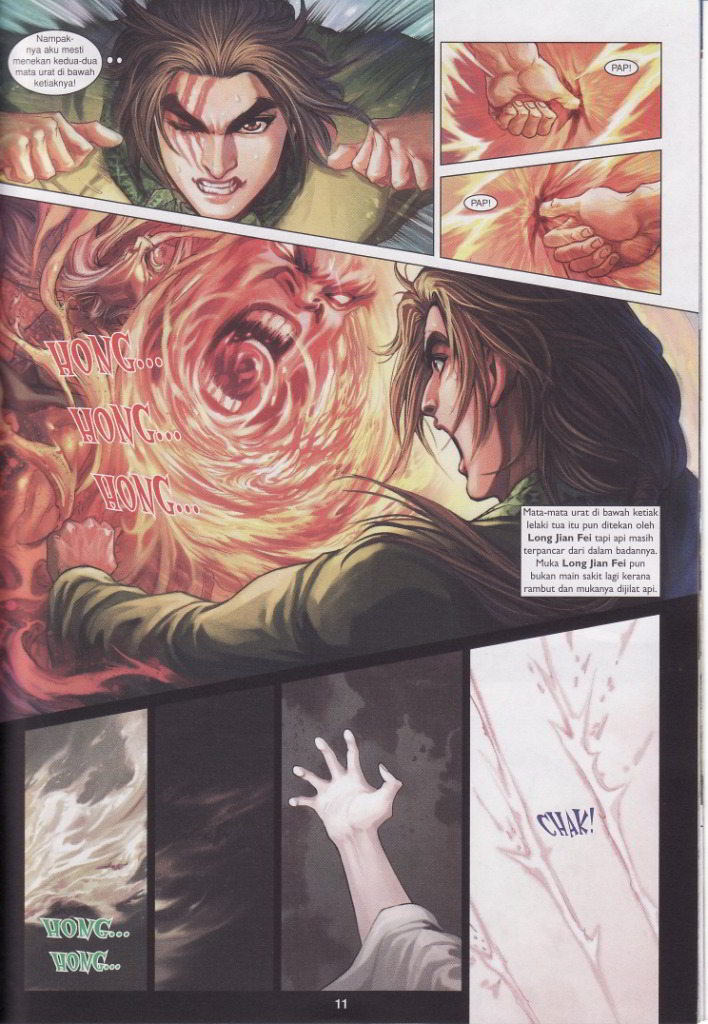 Nampak-
nya aku mesti
menekan kedua-dua
mata urat di bawah
ketiaknya!
PAP!
PAP!
HONG...
HONG...
HONG...
Mata-mata urat di bawah ketiak
lelaki tua itu pun ditekan oleh
Long Jian Fei tapi api masih
terpancar dari dalam badannya.
Muka Long Jian Fei pun
bukan main sakit lagi kerana
rambut dan mukanya dijilat api.
HONG...
HONG...
CHAK!
11